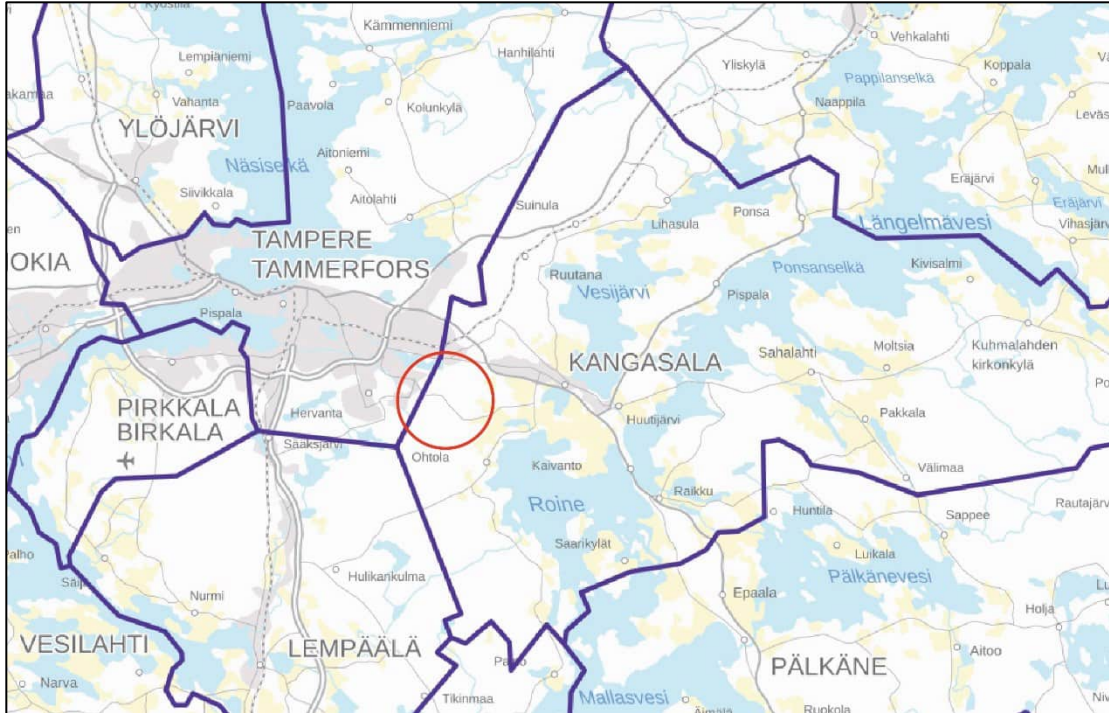 Kyöstilä
Lempiäniemi
Vahanta
YLÖJÄRVI
Siivikkala
Näsiselkä
Kämmenniemi
Hanhilahti
Paavola
Kolunkylä
Aitoniemi
Aitolahti
Yliskylä
Vehkalahti
Pappilanselkä
Koppala
Naappila
Eräjärvi
Eräjärvi
Vihasjärvi
OKIA
TAMPERE
TAMMERFORS
Suinula
Lihasula
Ponsa
Längelmävesi
Ruutana
Vesijärvi
Ponsanselkä
Kivisalmi
Pispala
Pispala
KANGASALA
Sahalahti
Moltsia
Kuhmalahden
kirkonkylä
PIRKKALA
BIRKALA
Hervanta
Sääksjärvi
Ohtola
Kaivanto
Huutijärvi
Pakkala
Välimaa
Roine
Raikku
Huntila
Sappee
Rautajärvi
Saarikylät
Luikala
Pälkänevesi
Hulikankulma
Nurmi
Epaala
Holja
Aitoo
VESILAHTI
LEMPÄÄLÄ
PÄLKÄNE
Narva
Tikinmaa
Mallasvesi
Äimälä
Rupkola